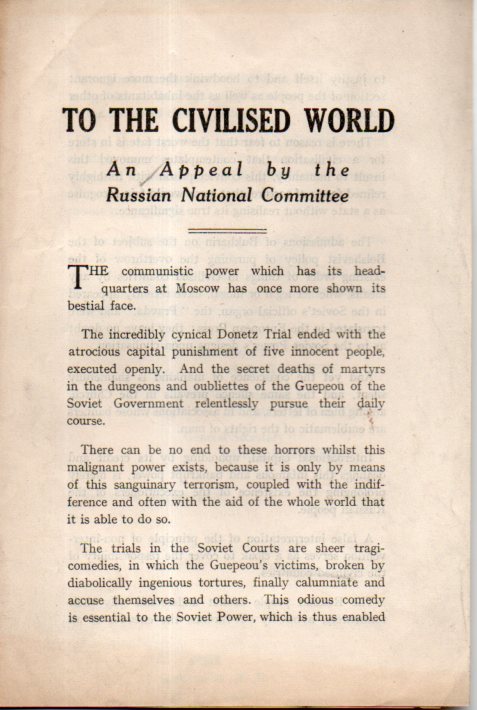 TO THE CIVILISED WORLD
An Appeal by the
Russian National Committee
THE communistic power which has its head-
quarters at Moscow has once more shown its
bestial face.
The incredibly cynical Donetz Trial ended with the
atrocious capital punishment of five innocent people,
executed openly. And the secret deaths of martyrs
in the dungeons and oubliettes of the Guepeou of the
Soviet Government relentlessly pursue their daily
course.
There can be no end to these horrors whilst this
malignant power exists, because it is only by means
of this sanguinary terrorism, coupled with the indif-
ference and often with the aid of the whole world that
it is able to do so.
The trials in the Soviet Courts are sheer tragi-
comedies, in which the Guepeou's victims, broken by
diabolically ingenious tortures, finally calumniate and
accuse themselves and others. This odious comedy
is essential to the Soviet Power, which is thus enabled